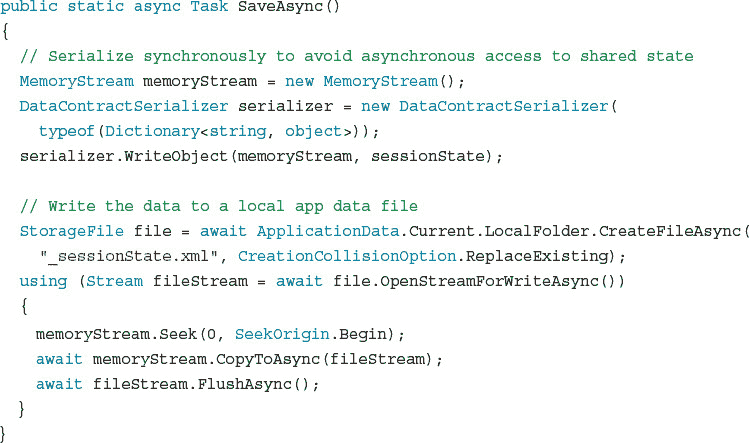 public static async Task SaveAsync()
{
// Serialize synchronously to avoid asynchronous access to shared state
MemoryStream memoryStream = new MemoryStream();
DataContractSerializer serializer = new DataContractSerializer(
typeof(Dictionary<string, object>));
serializer.WriteObject(memoryStream, sessionState);
// Write the data to a local app data file
StorageFile file = await ApplicationData.Current.LocalFolder.CreateFileAsync(
"_sessionState.xml", CreationCollisionOption.ReplaceExisting);
using (Stream fileStream = await file.OpenStreamForWriteAsync())
{
memoryStream.Seek(0, SeekOrigin.Begin);
await memoryStream.CopyToAsync(fileStream);
await fileStream.FlushAsync();
}
}